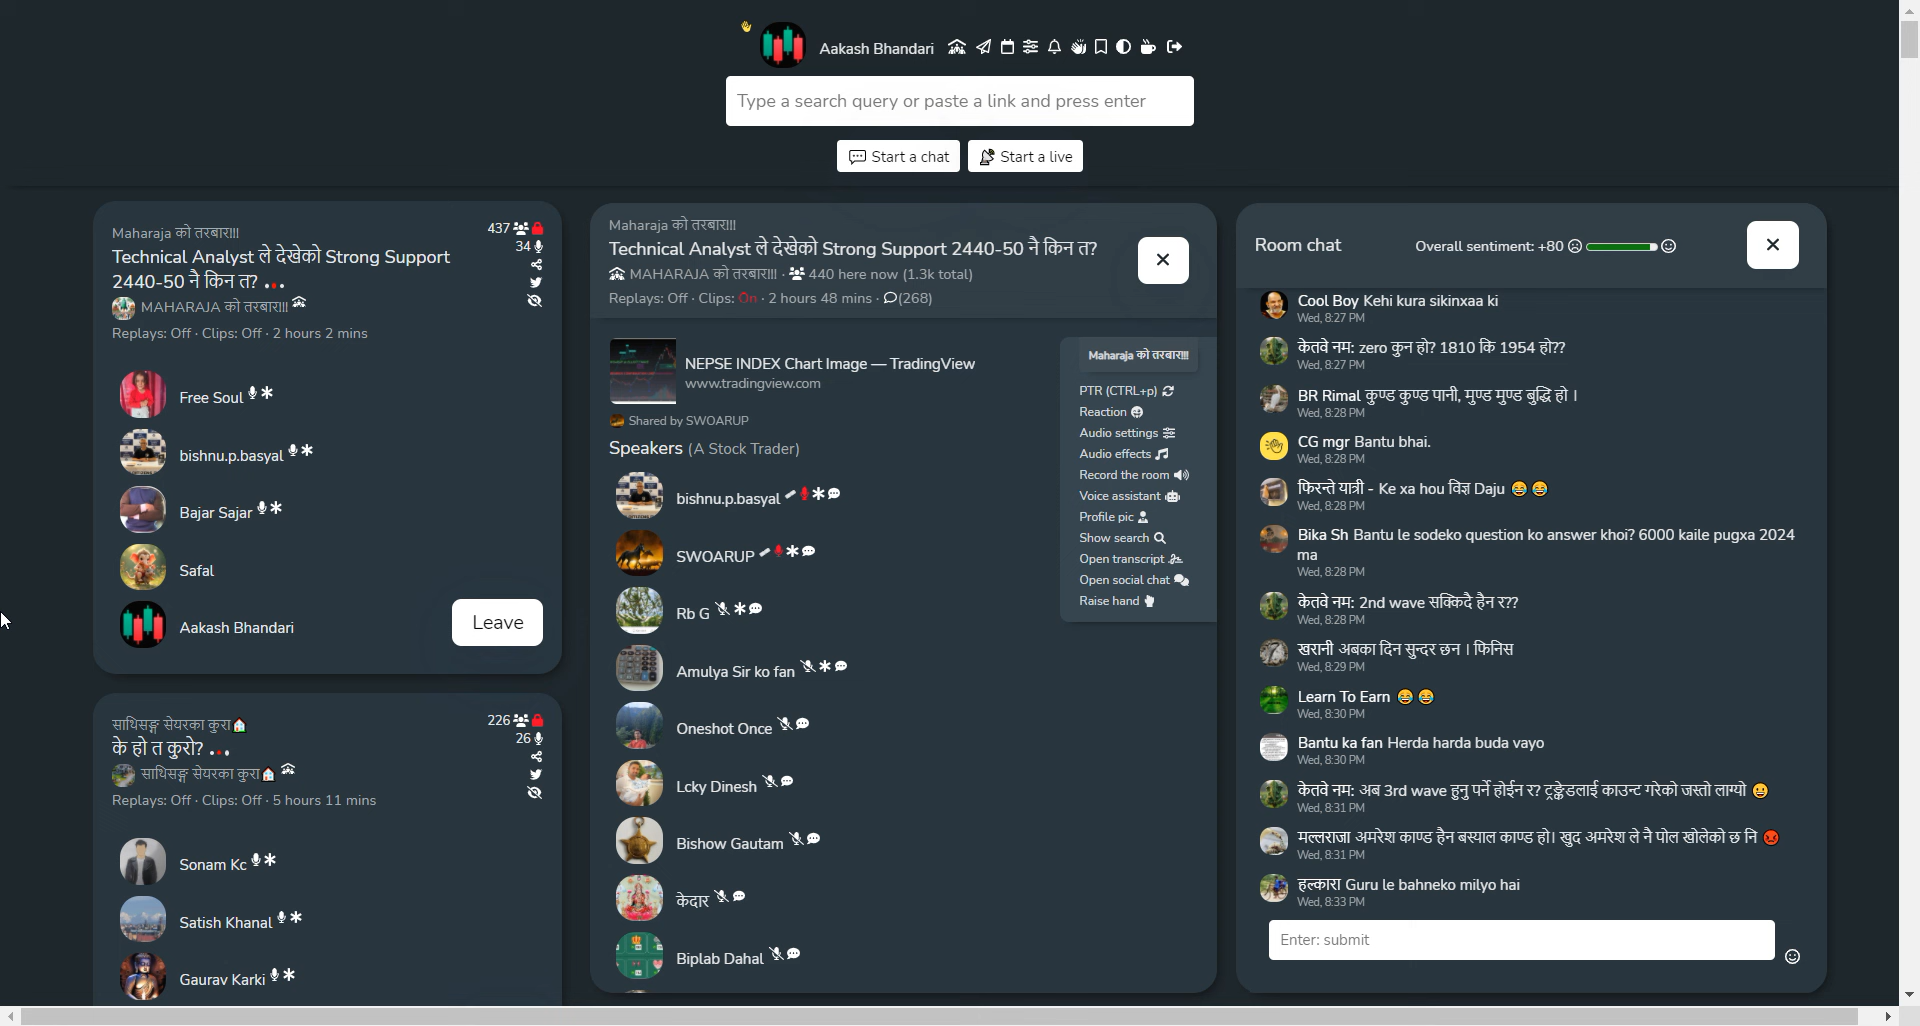 Aakash Bhandari
Type a search query or paste a link and press enter
Start a chat
Start a live
Maharaja को तरबार!!!
437
Technical Analyst ले देखेको Strong Support
34
2440-50 नै किन त? ...
MAHARAJA को तरबार!!!
Replays: Off · Clips: Off · 2 hours 2 mins
Free Soul
bishnu.p.basyal
Bajar Sajar
Safal
Aakash Bhandari
Leave
साथिसङ्ग सेयरका कुरा
226
के हो त कुरो? ...
26
साथिसङ्ग सेयरका कुरा
Replays: Off · Clips: Off · 5 hours 11 mins
Sonam Kc
Satish Khanal
Gaurav Karki
Maharaja को तरबार!!!
Technical Analyst ले देखेको Strong Support 2440-50 नै किन त?
MAHARAJA को तरबार!!! · 440 here now (1.3k total)
Replays: Off · Clips: On · 2 hours 48 mins · (268)
NEPSE INDEX Chart Image — TradingView
www.tradingview.com
Shared by SWOARUP
Speakers (A Stock Trader)
bishnu.p.basyal
SWOARUP
Rb G
Amulya Sir ko fan
Oneshot Once
Lcky Dinesh
Bishow Gautam
केदार
Biplab Dahal
Maharaja को तरबार!!!
PTR (CTRL+p)
Reaction
Audio settings
Audio effects
Record the room
Voice assistant
Profile pic
Show search
Open transcript
Open social chat
Raise hand
Room chat
Overall sentiment: +80
Cool Boy Kehi kura sikinxaa ki
Wed, 8:27 PM
केतवे नम: zero कुन हो? 1810 कि 1954 हो??
Wed, 8:27 PM
BR Rimal कुण्ड कुण्ड पानी, मुण्ड मुण्ड बुद्धि हो ।
Wed, 8:28 PM
CG mgr Bantu bhai.
Wed, 8:28 PM
फिरन्ते यात्री - Ke xa hou विज्ञ Daju 😂 😂
Wed, 8:28 PM
Bika Sh Bantu le sodeko question ko answer khoi? 6000 kaile pugxa 2024
ma
Wed, 8:28 PM
केतवे नम: 2nd wave सक्किदै हैन र??
Wed, 8:28 PM
खरानी अबका दिन सुन्दर छन । फिनिस
Wed, 8:29 PM
Learn To Earn 😂 😂
Wed, 8:30 PM
Bantu ka fan Herda harda buda vayo
Wed, 8:30 PM
केतवे नम: अब 3rd wave हुनु पर्ने होईन र? ट्रङ्केडलाई काउन्ट गरेको जस्तो लाग्यो 😀
Wed, 8:31 PM
मल्लराजा अमरेश काण्ड हैन बस्याल काण्ड हो। खुद अमरेश ले नै पोल खोलेको छ नि 😡
Wed, 8:31 PM
हल्कारा Guru le bahneko milyo hai
Wed, 8:33 PM
Enter: submit